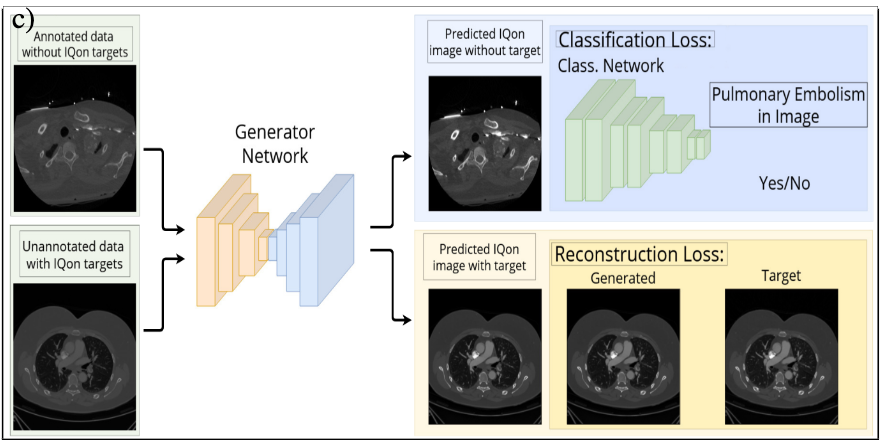 c)
Annotated data
without IQon targets
Unannotated data
with IQon targets
Generator
Network
Predicted IQon
image without target
Classification Loss:
Class. Network
Pulmonary Embolism
in Image
Yes/No
Predicted IQon
image with target
Reconstruction Loss:
Generated
Target